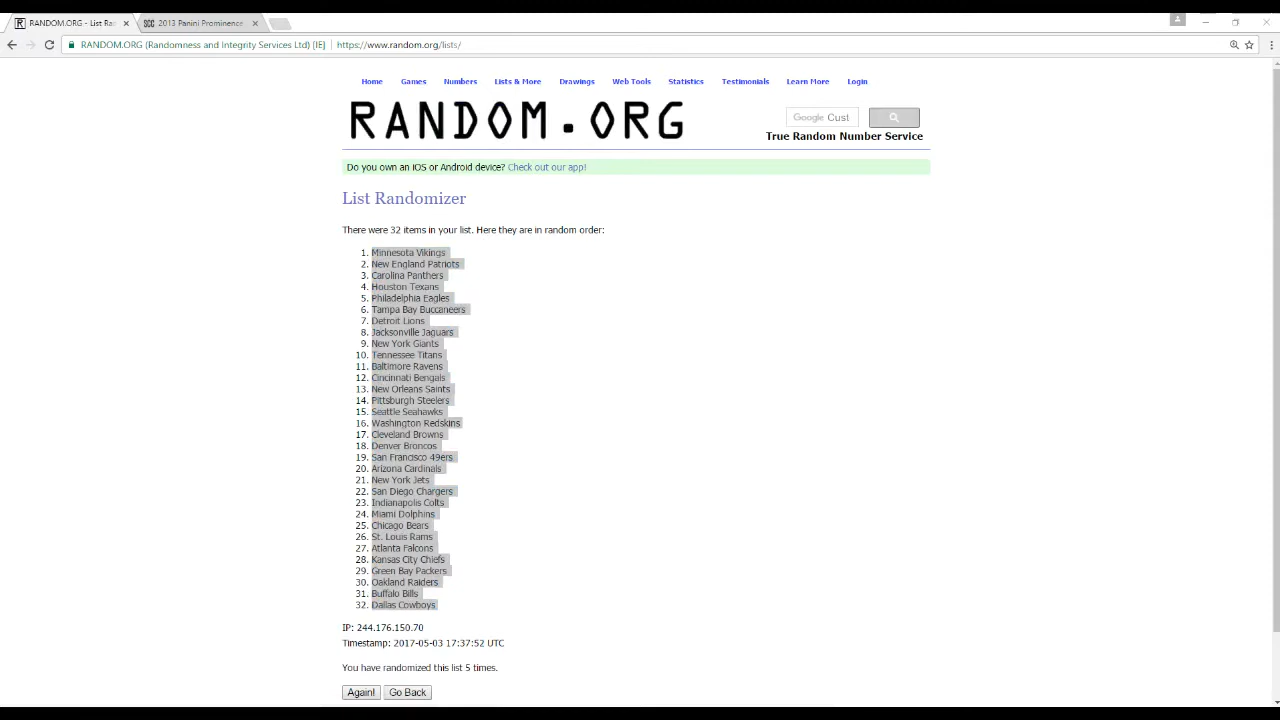 RANDOM.ORG - List Ra
2013 Panini Prominence
RANDOM.ORG (Randomness and Integrity Services Ltd) [IE] https://www.random.org/lists/
Home Games Numbers Lists & More Drawings Web Tools Statistics Testimonials Learn More Login
RANDOM.ORG
Google Cust
True Random Number Service
Do you own an iOS or Android device? Check out our app!
List Randomizer
There were 32 items in your list. Here they are in random order:
1. Minnesota Vikings
2. New England Patriots
3. Carolina Panthers
4. Houston Texans
5. Philadelphia Eagles
6. Tampa Bay Buccaneers
7. Detroit Lions
8. Jacksonville Jaguars
9. New York Giants
10. Tennessee Titans
11. Baltimore Ravens
12. Cincinnati Bengals
13. New Orleans Saints
14. Pittsburgh Steelers
15. Seattle Seahawks
16. Washington Redskins
17. Cleveland Browns
18. Denver Broncos
19. San Francisco 49ers
20. Arizona Cardinals
21. New York Jets
22. San Diego Chargers
23. Indianapolis Colts
24. Miami Dolphins
25. Chicago Bears
26. St. Louis Rams
27. Atlanta Falcons
28. Kansas City Chiefs
29. Green Bay Packers
30. Oakland Raiders
31. Buffalo Bills
32. Dallas Cowboys
IP: 244.176.150.70
Timestamp: 2017-05-03 17:37:52 UTC
You have randomized this list 5 times.
Again! Go Back